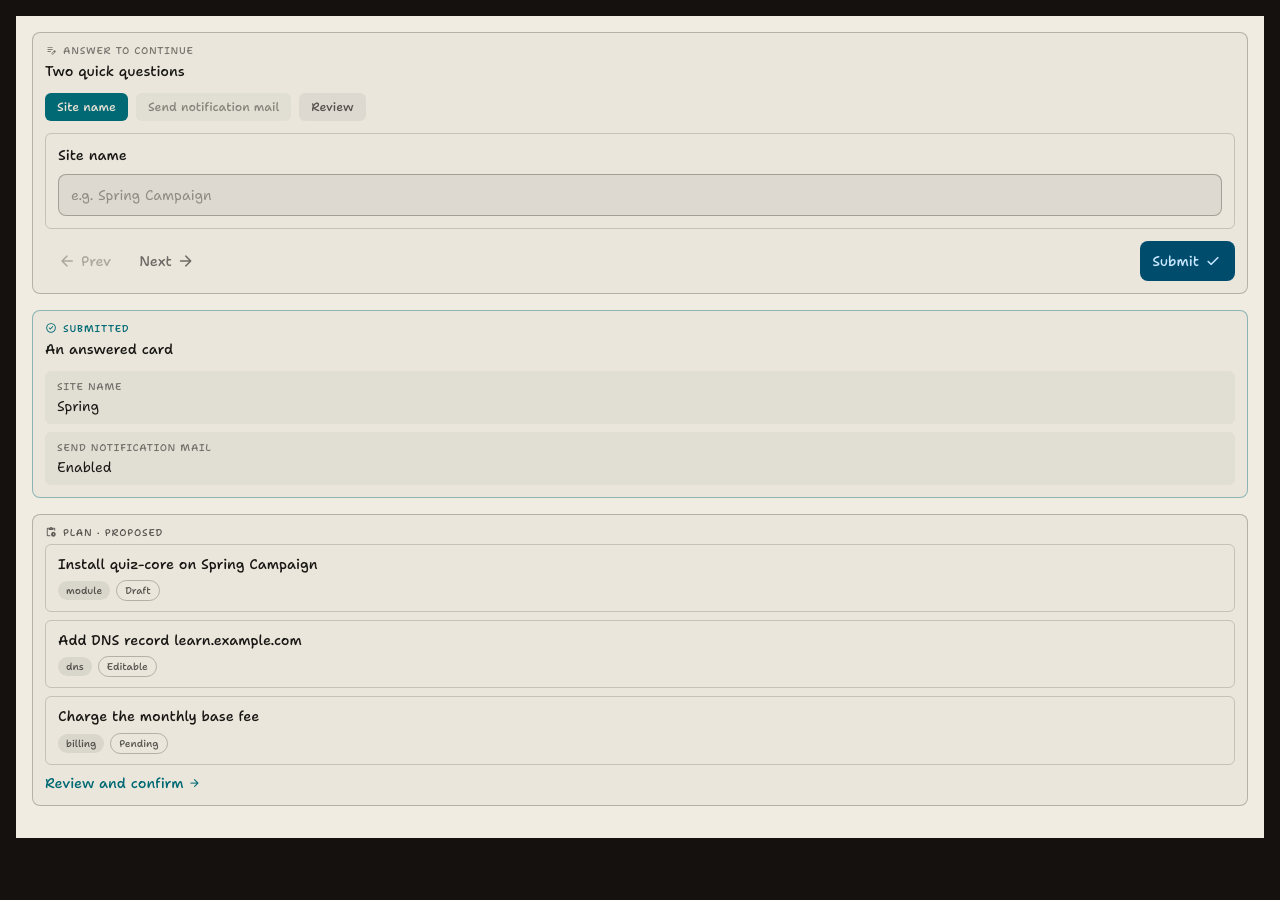 ANSWER TO CONTINUE
Two quick questions
Site name Send notification mail Review
Site name
e.g. Spring Campaign
Prev Next Submit
SUBMITTED
An answered card
SITE NAME
Spring
SEND NOTIFICATION MAIL
Enabled
PLAN · PROPOSED
Install quiz-core on Spring Campaign
module Draft
Add DNS record learn.example.com
dns Editable
Charge the monthly base fee
billing Pending
Review and confirm